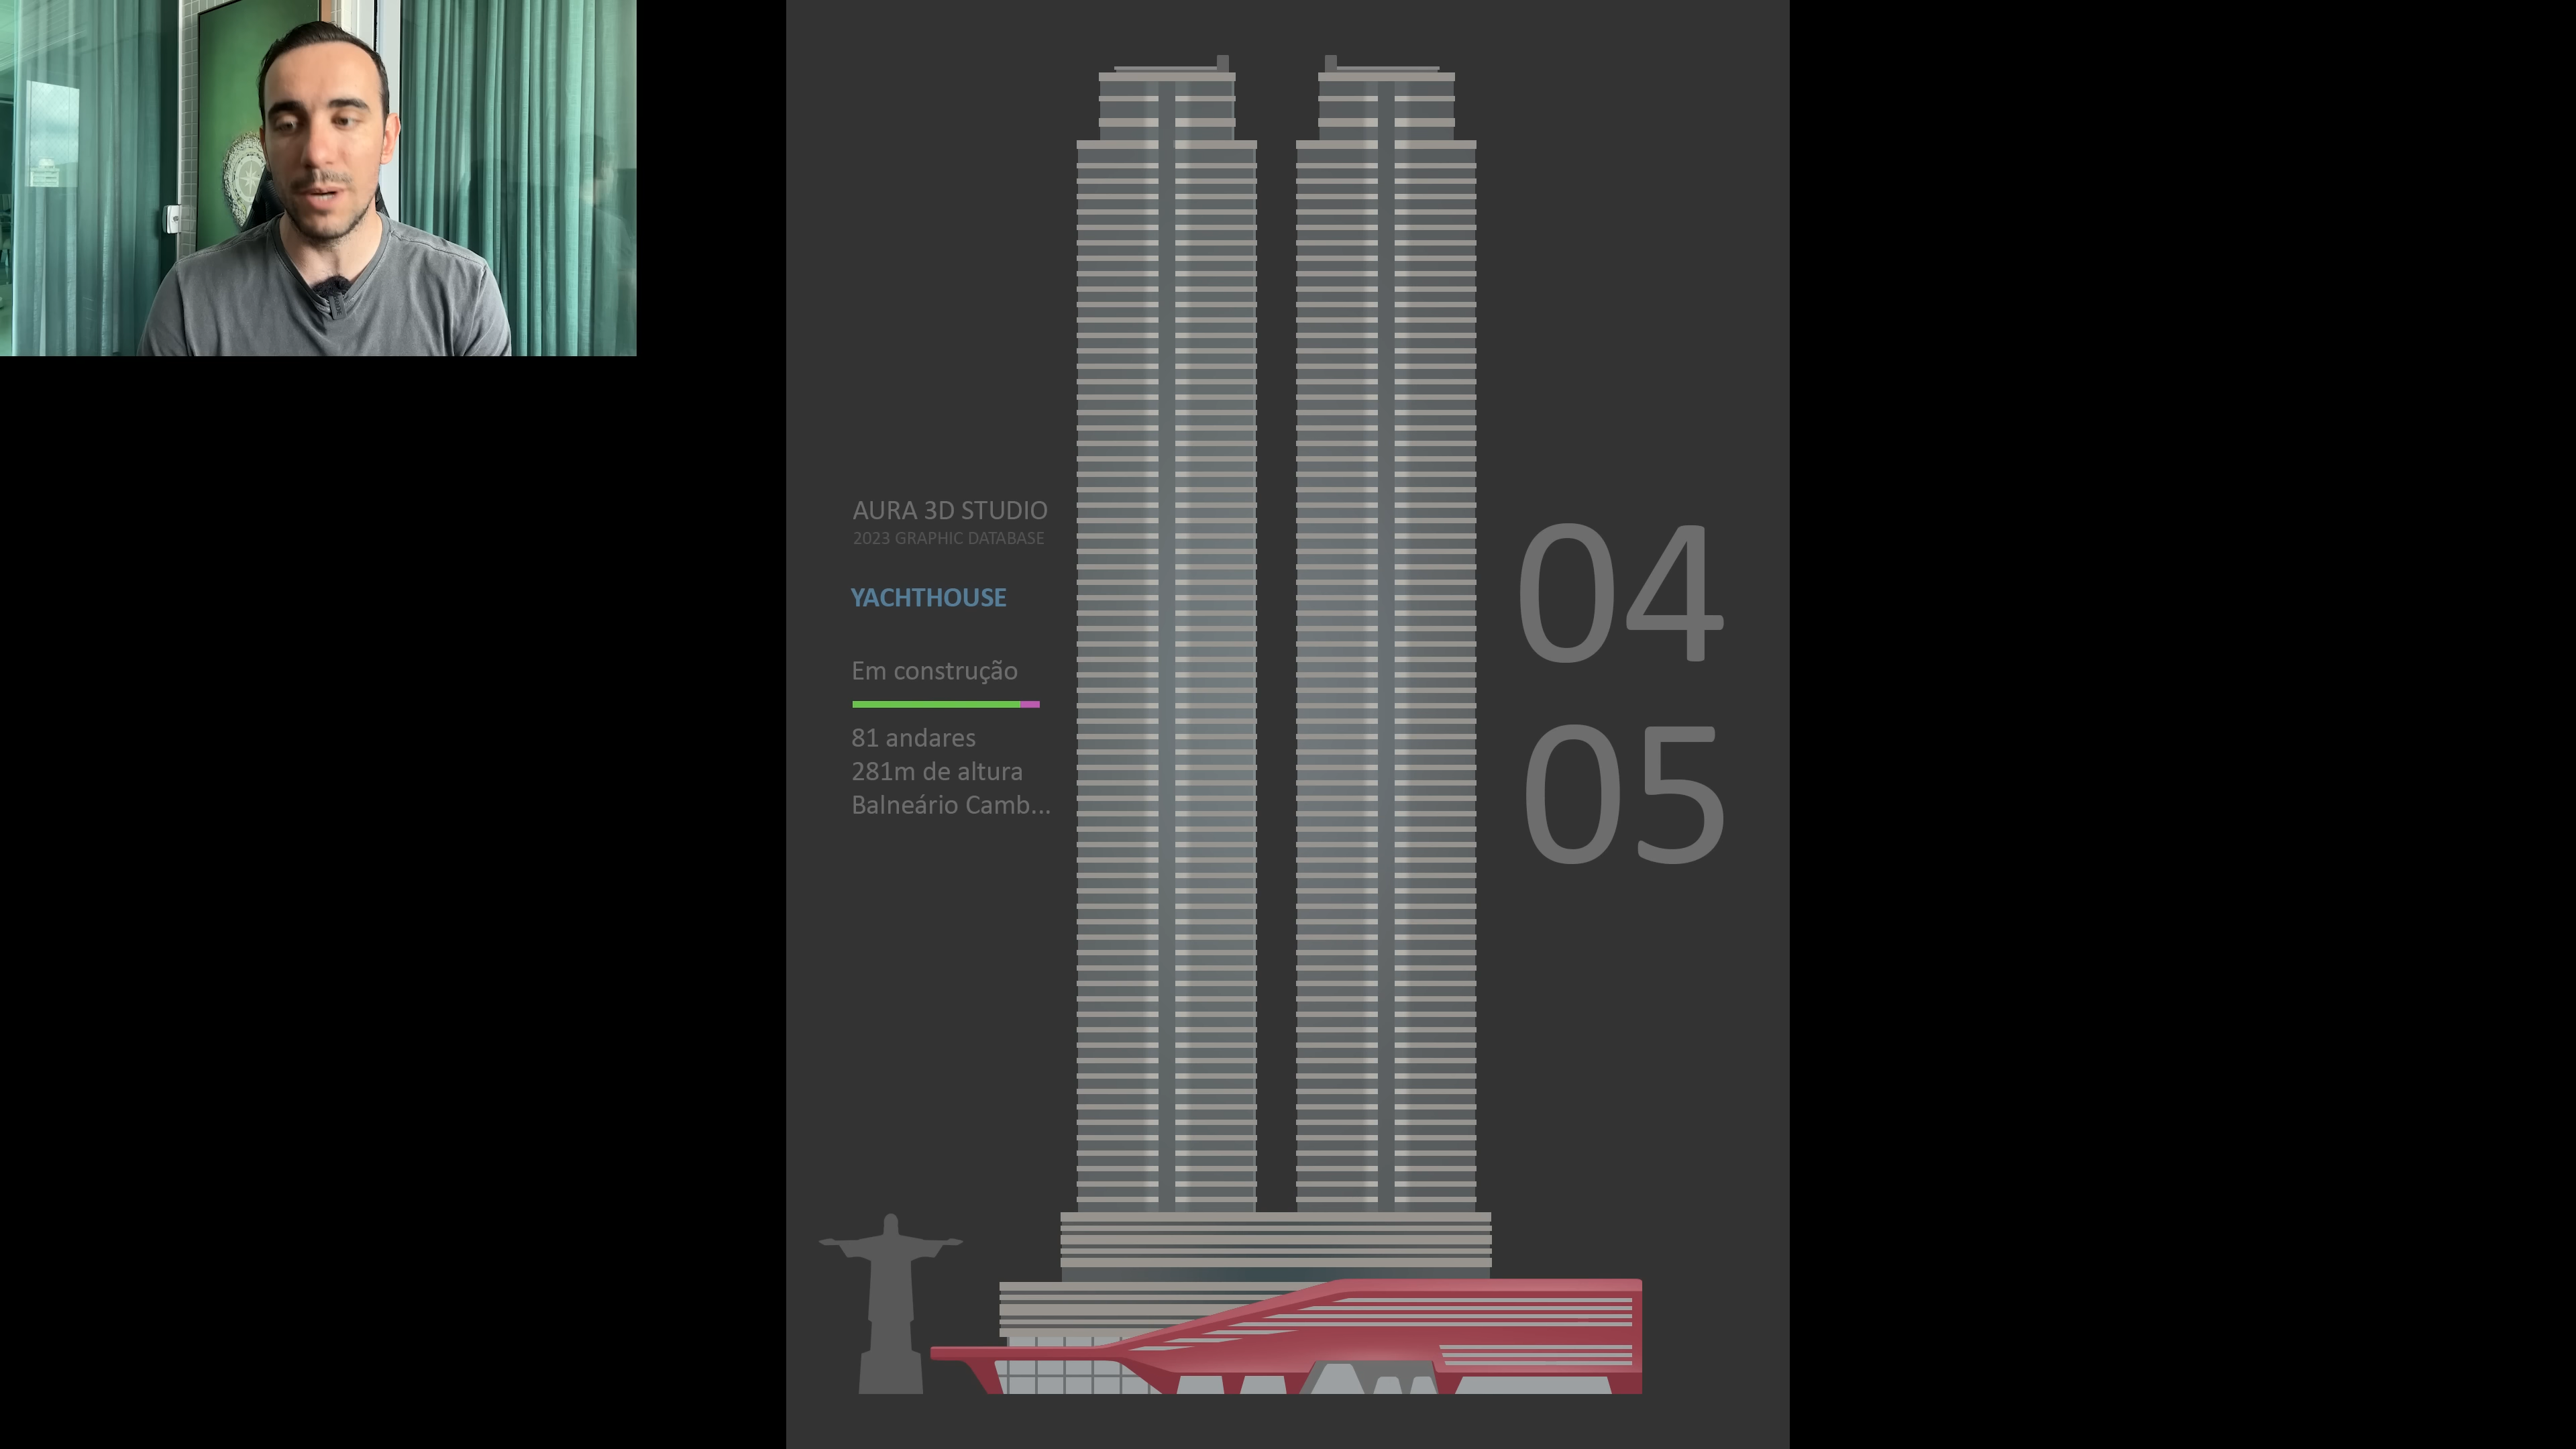 AURA 3D STUDIO
2023 GRAPHIC DATABASE
YACHTHOUSE
Em construção
81 andares
281m de altura
Balneário Camb...
04
05